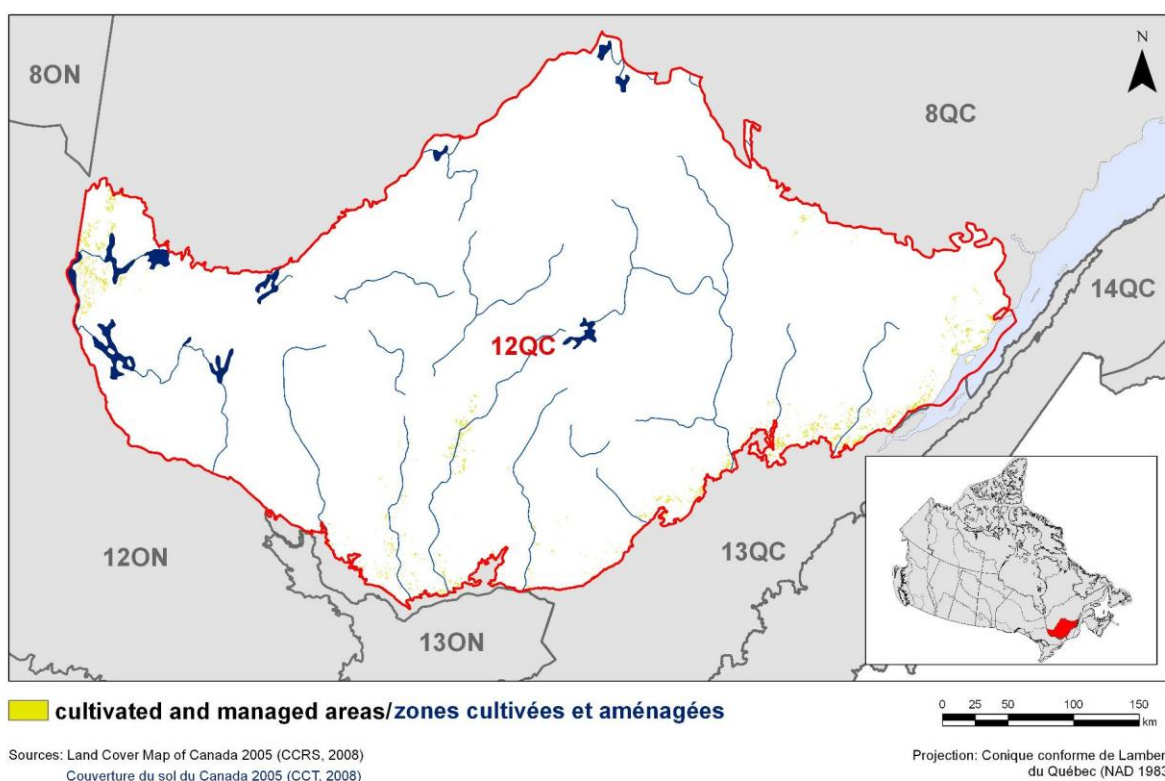 N
8ON
8QC
14QC
12QC
12ON
13QC
13ON
cultivated and managed areas/zones cultivées et aménagées
0 25 50 100 150
km
Sources: Land Cover Map of Canada 2005 (CCRS, 2008)
Couverture du sol du Canada 2005 (CCT, 2008)
Projection: Conique conforme de Lamber
du Québec (NAD 1983